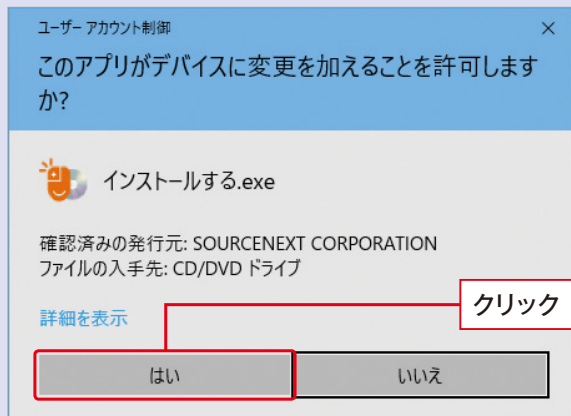 ユーザー アカウント制御
このアプリがデバイスに変更を加えることを許可します
か?
インストールする.exe
確認済みの発行元: SOURCENEXT CORPORATION
ファイルの入手先: CD/DVD ドライブ
クリック
詳細を表示
はい
いいえ